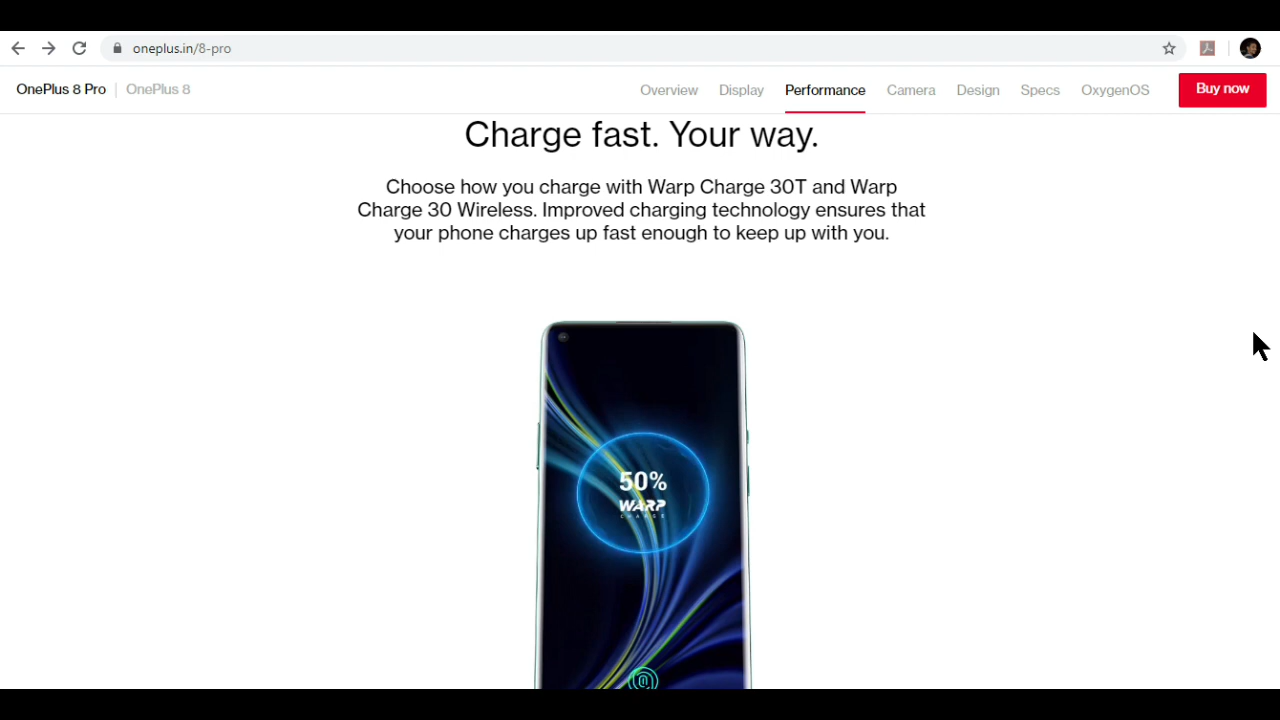 oneplus.in/8-pro
OnePlus 8 Pro | OnePlus 8
Overview Display Performance Camera Design Specs OxygenOS Buy now
Charge fast. Your way.
Choose how you charge with Warp Charge 30T and Warp
Charge 30 Wireless. Improved charging technology ensures that
your phone charges up fast enough to keep up with you.
50%
WARP
CHARGE